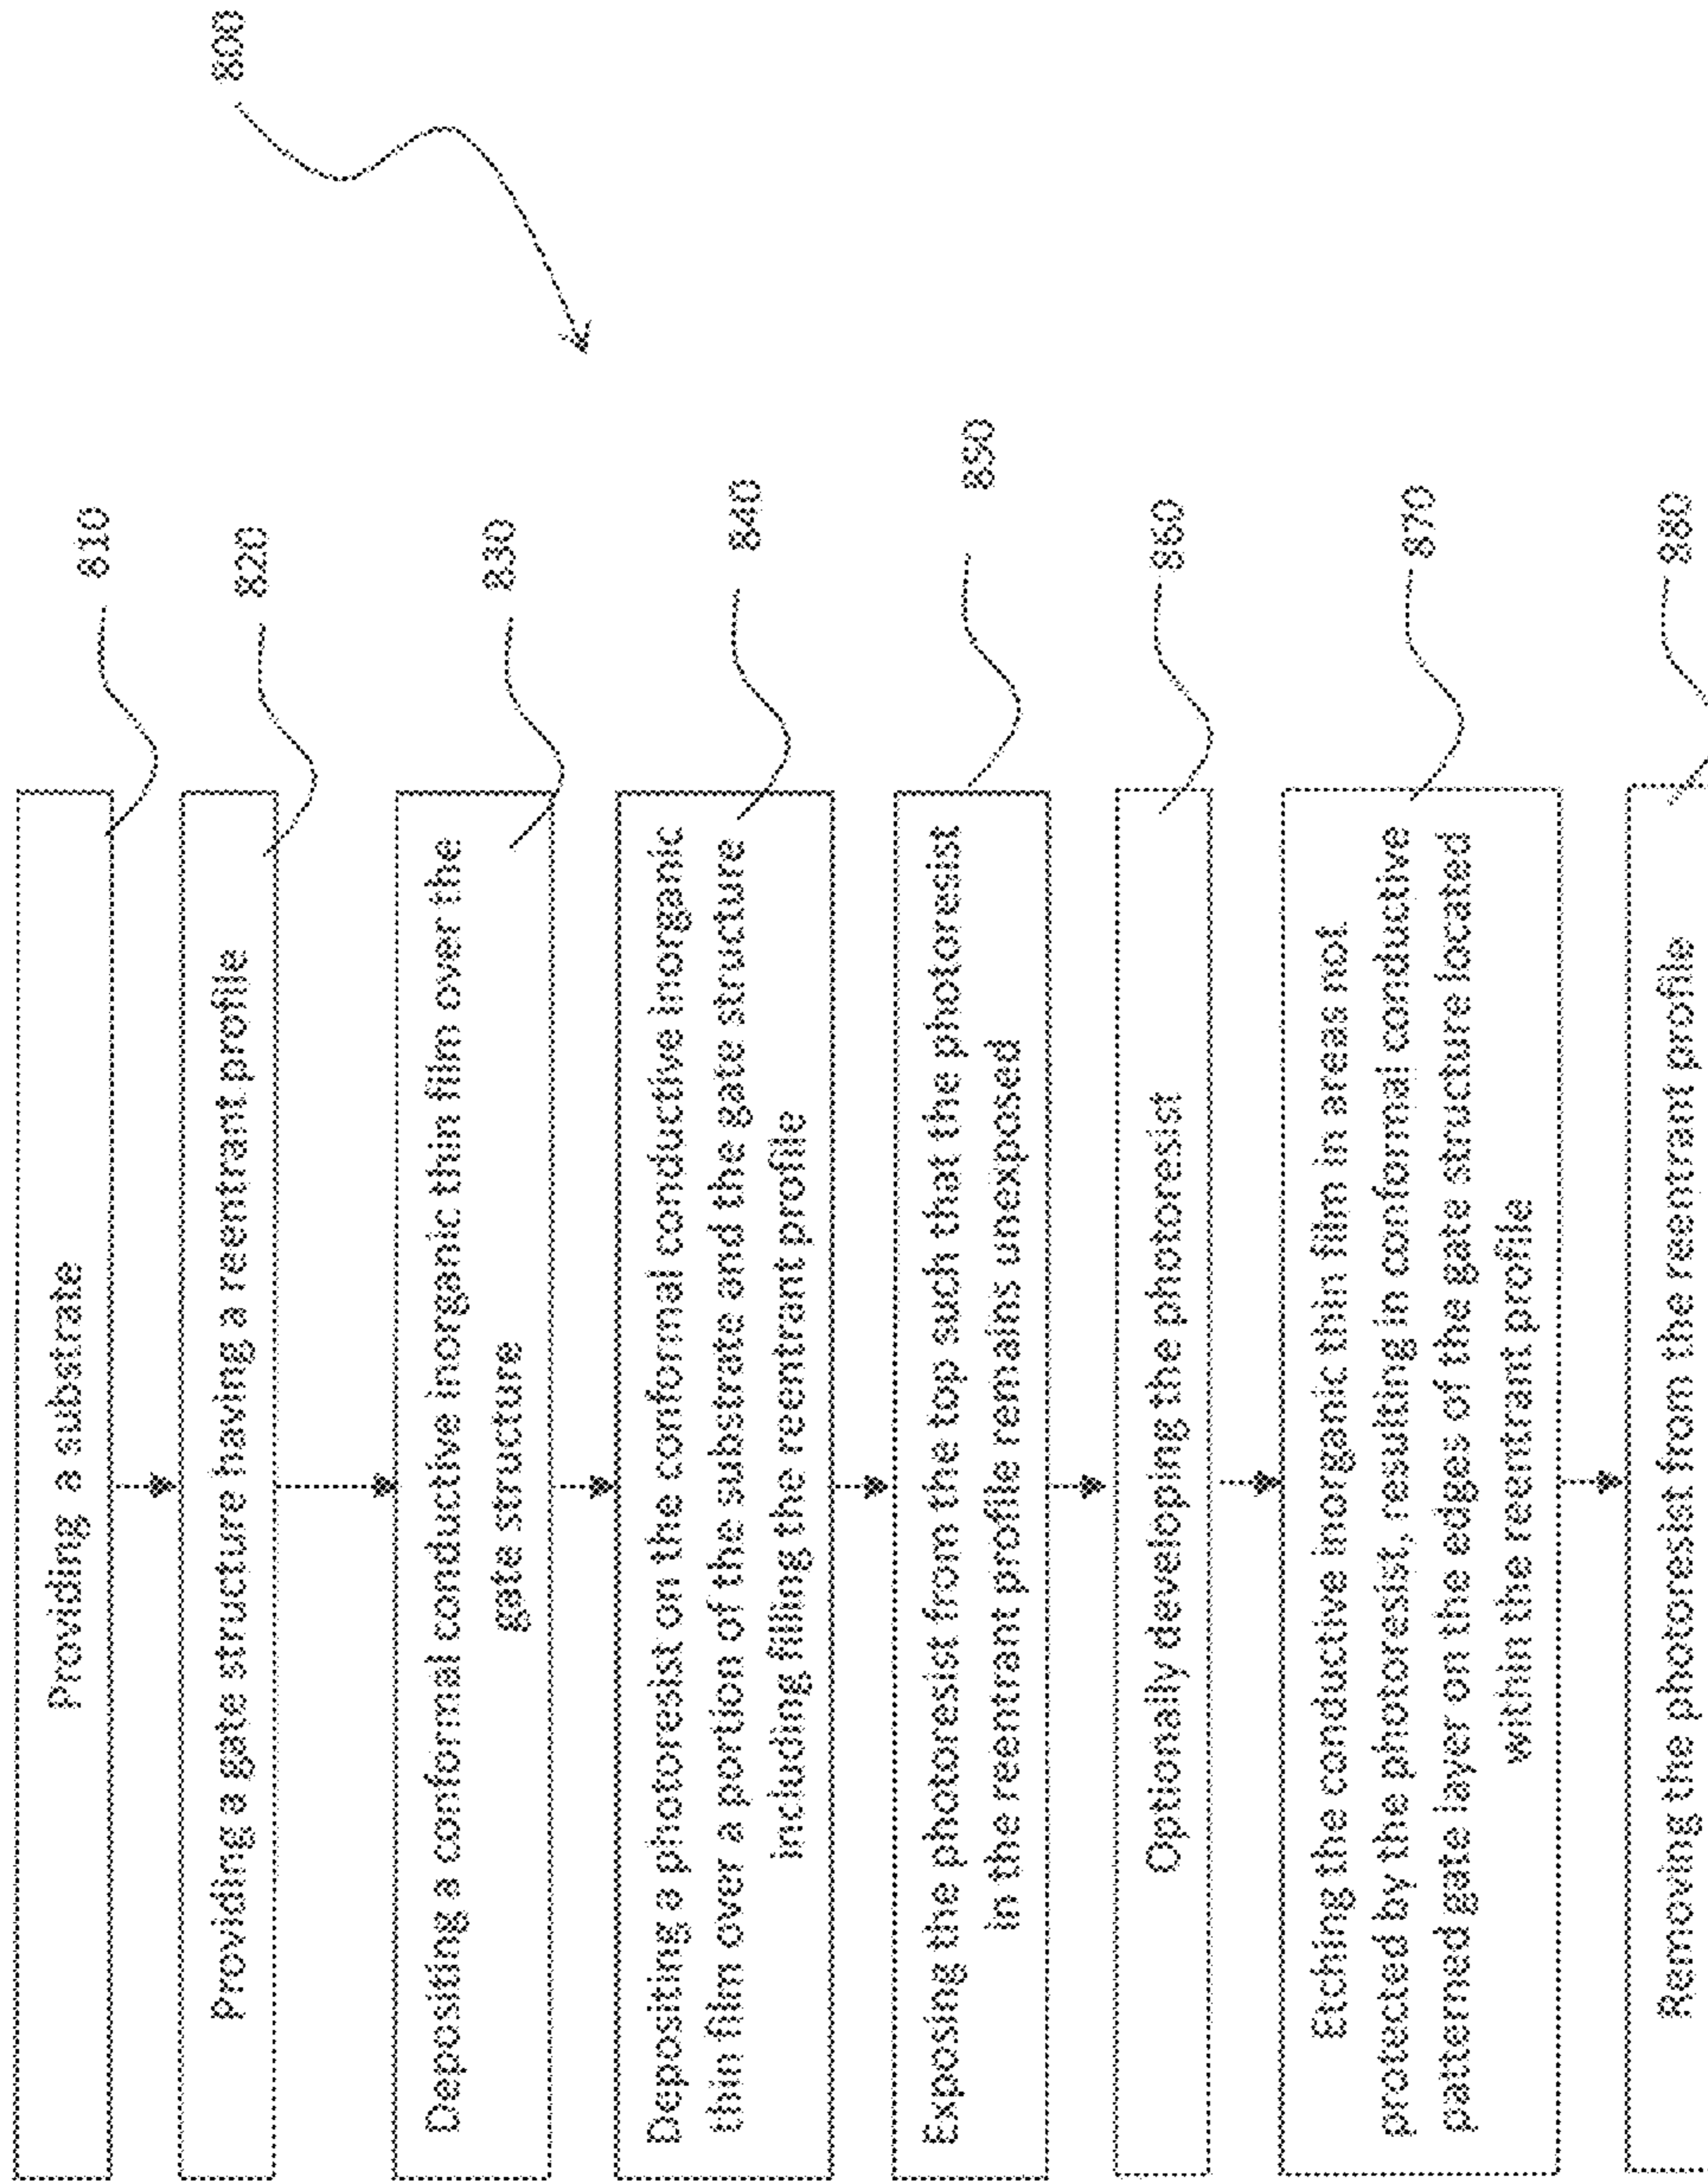 800
Providing a substrate
810
Providing a gate structure having a reentrant profile
820
Depositing a conformal conductive inorganic thin film over the
gate structure
830
Depositing a photoresist on the conformal conductive inorganic
thin film over a portion of the substrate and the gate structure
including filling the reentrant profile
840
Exposing the photoresist from the top such that the photoresist
in the reentrant profile remains unexposed
850
Optionally developing the photoresist
860
Etching the conductive inorganic thin film in areas not
protected by the photoresist, resulting in conformal conductive
patterned gate layer on the edges of the gate structure located
within the reentrant profile
870
Removing the photoresist from the reentrant profile
880